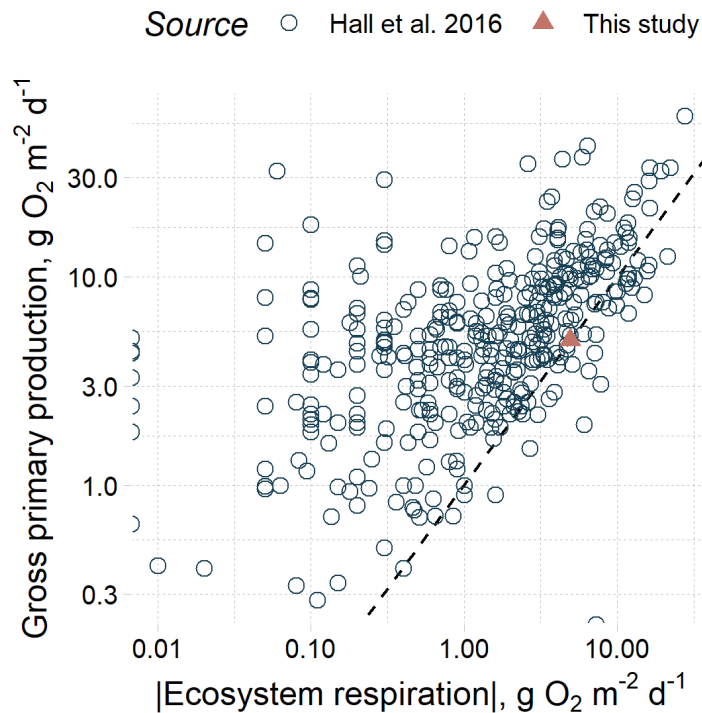 Source Hall et al. 2016 This study
Gross primary production, g O₂ m⁻² d⁻¹
30.0
10.0
3.0
1.0
0.3
0.01 0.10 1.00 10.00
|Ecosystem respiration|, g O₂ m⁻² d⁻¹